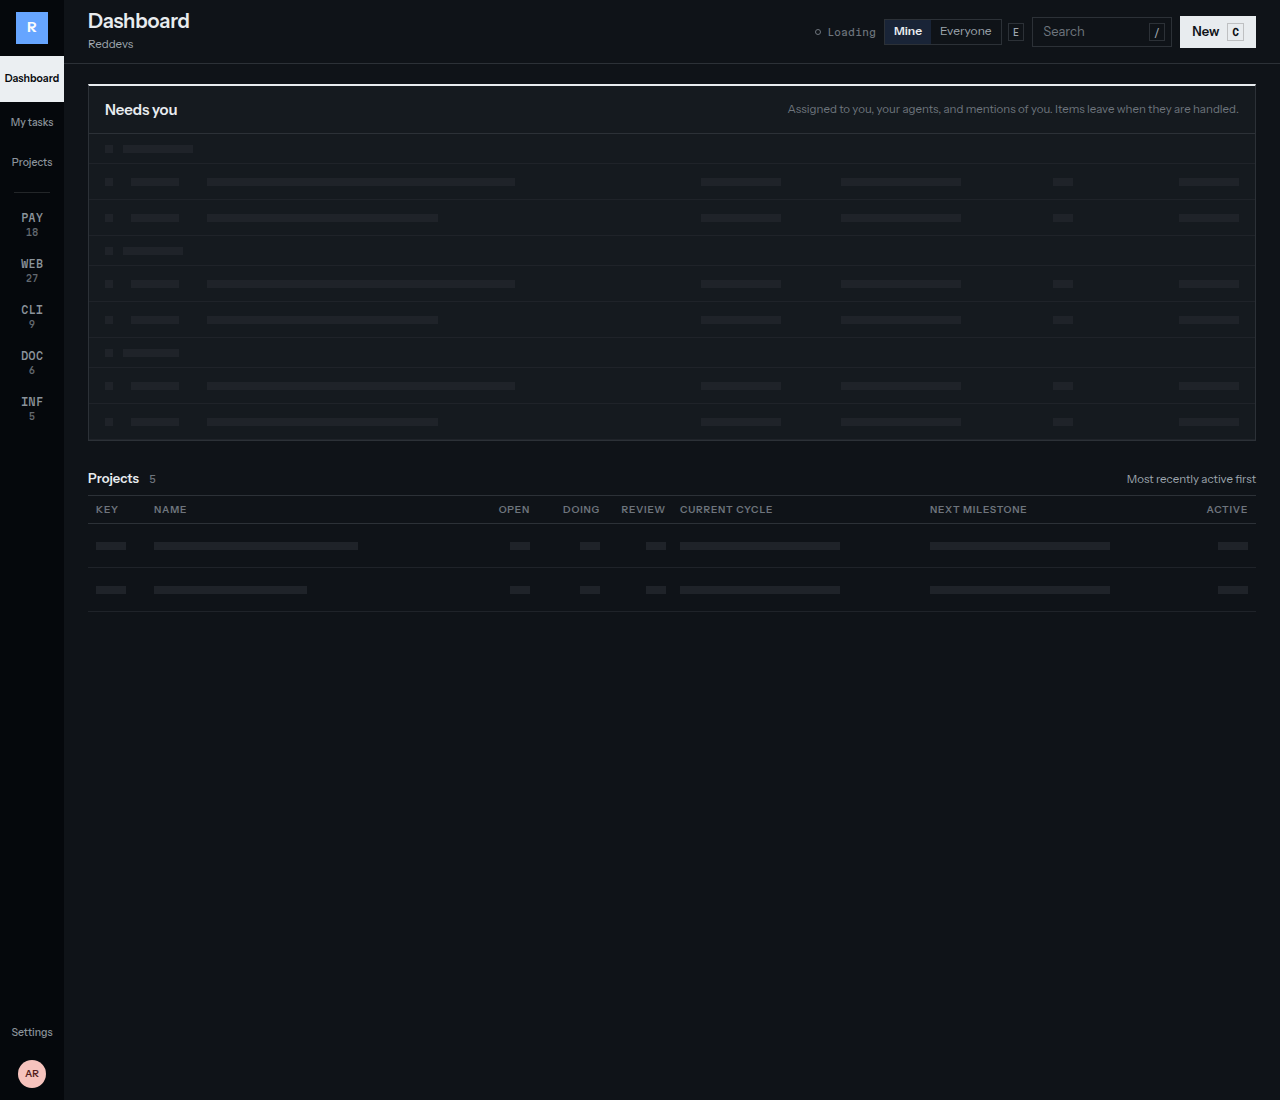 R
Dashboard
My tasks
Projects
PAY
18
WEB
27
CLI
9
DOC
6
INF
5
Settings
AR
Dashboard
Reddevs
Loading
Mine Everyone E
Search /
New C
Needs you
Assigned to you, your agents, and mentions of you. Items leave when they are handled.
Projects 5
Most recently active first
KEY NAME OPEN DOING REVIEW CURRENT CYCLE NEXT MILESTONE ACTIVE